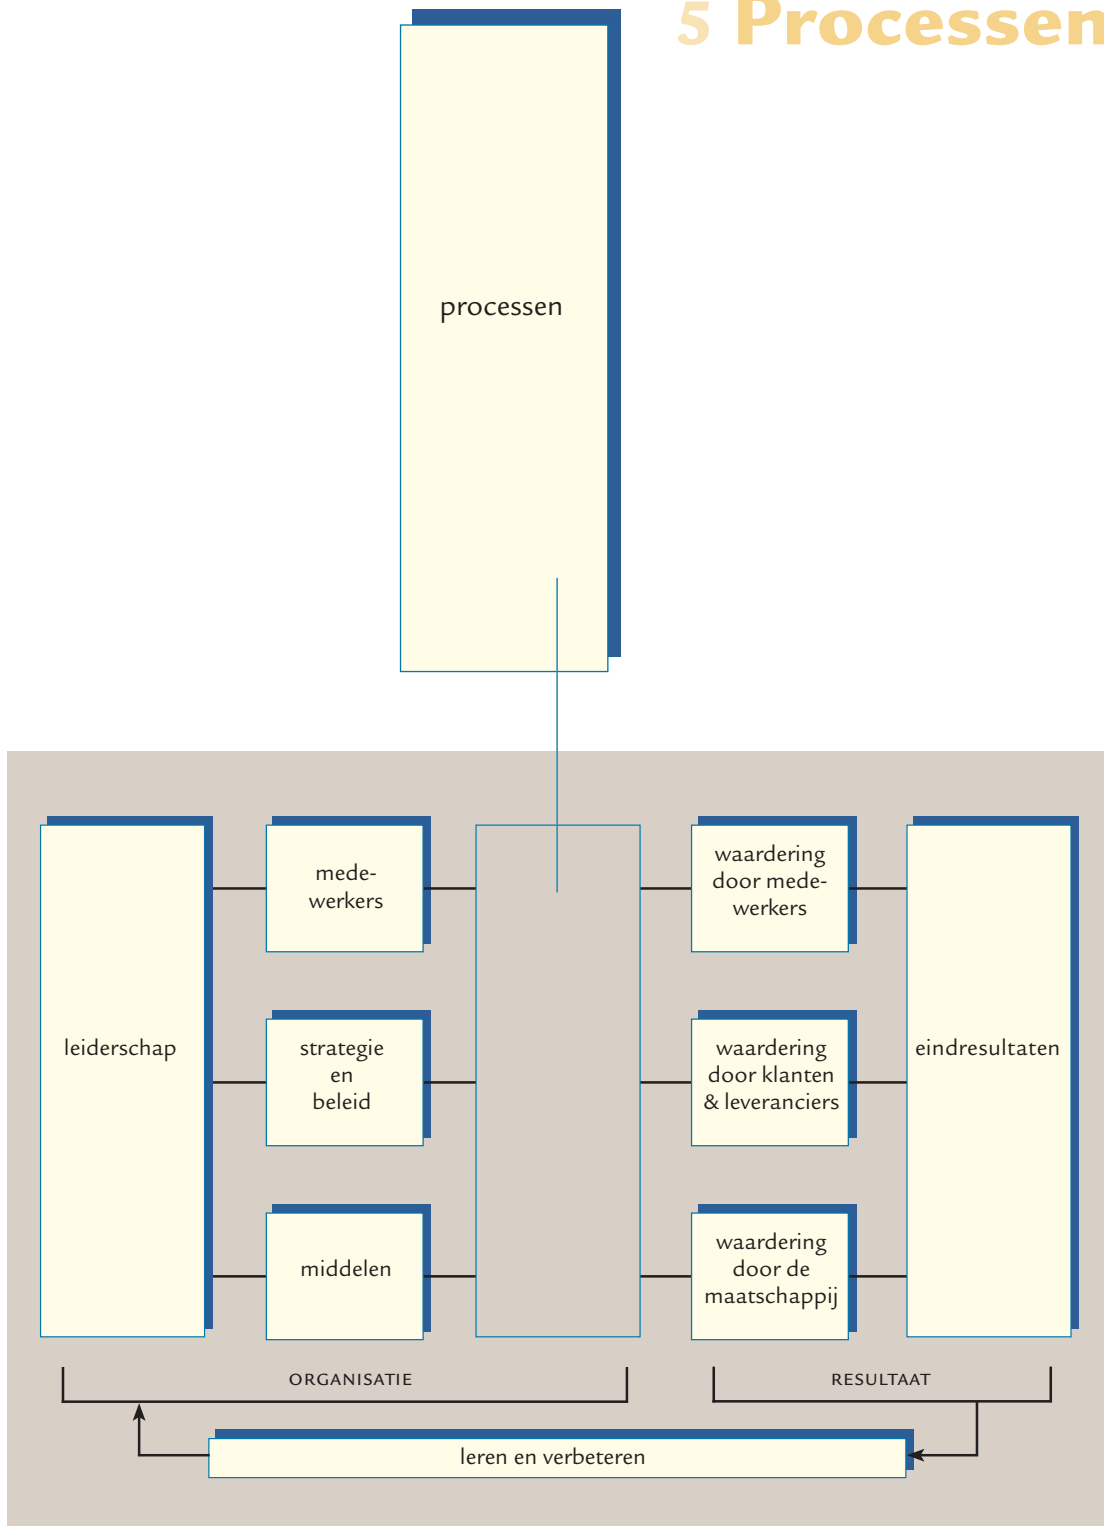 5 Processen
processen
mede-
werkers
waardering
door mede-
werkers
leiderschap
strategie
en
beleid
waardering
door klanten
& leveranciers
eindresultaten
middelen
waardering
door de
maatschappij
ORGANISATIE
RESULTAAT
leren en verbeteren